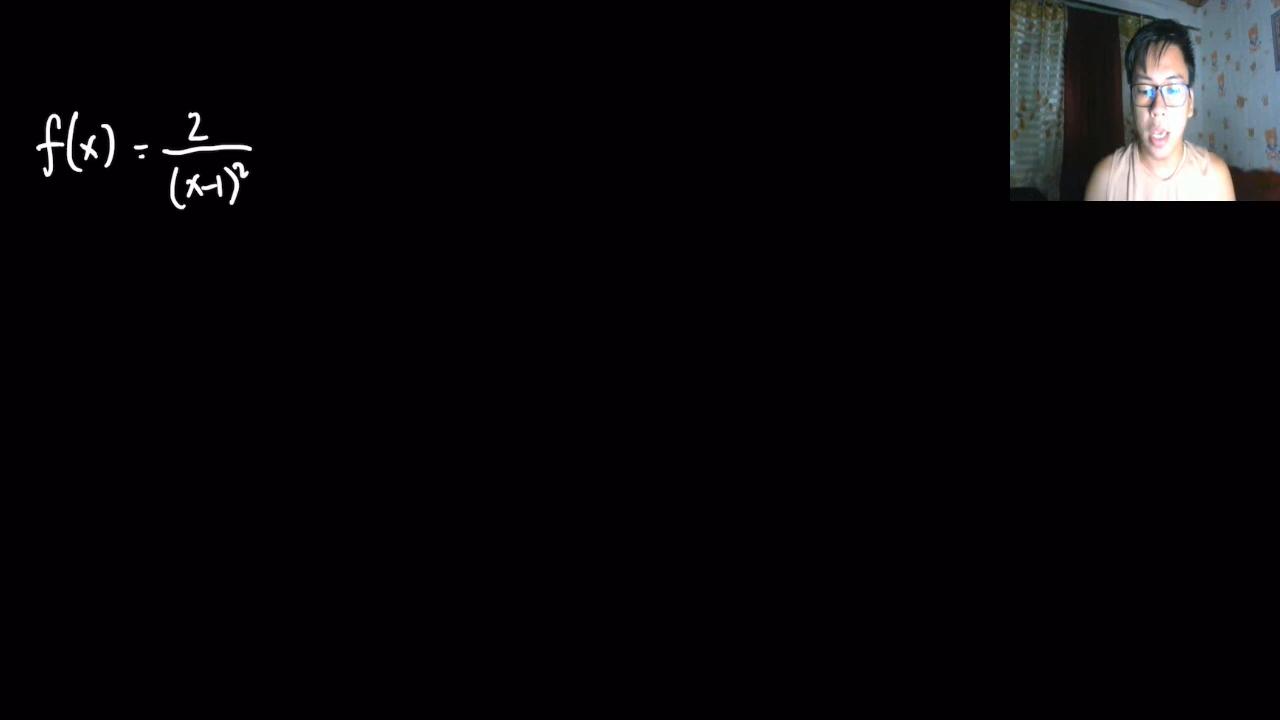 f(x) = 2/(x-1)²